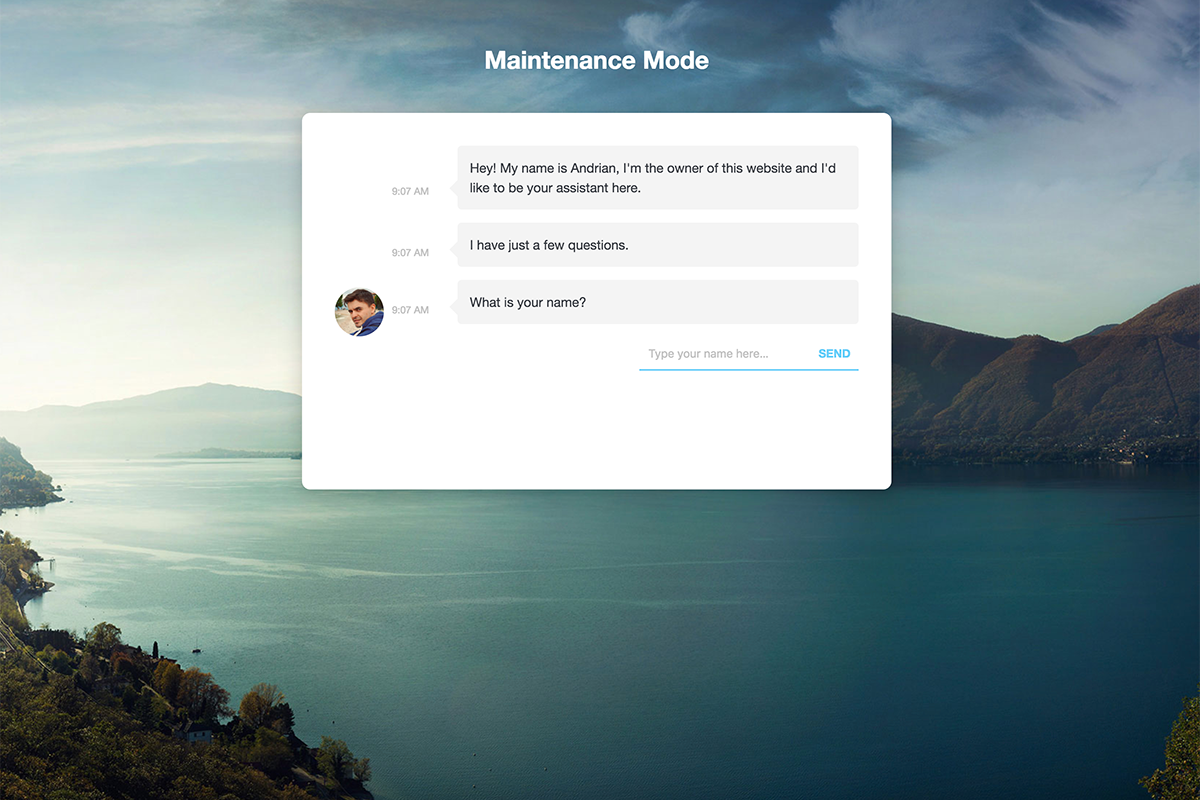 Maintenance Mode
Hey! My name is Andrian, I'm the owner of this website and I'd
like to be your assistant here.
9:07 AM
I have just a few questions.
9:07 AM
What is your name?
9:07 AM
Type your name here...
SEND